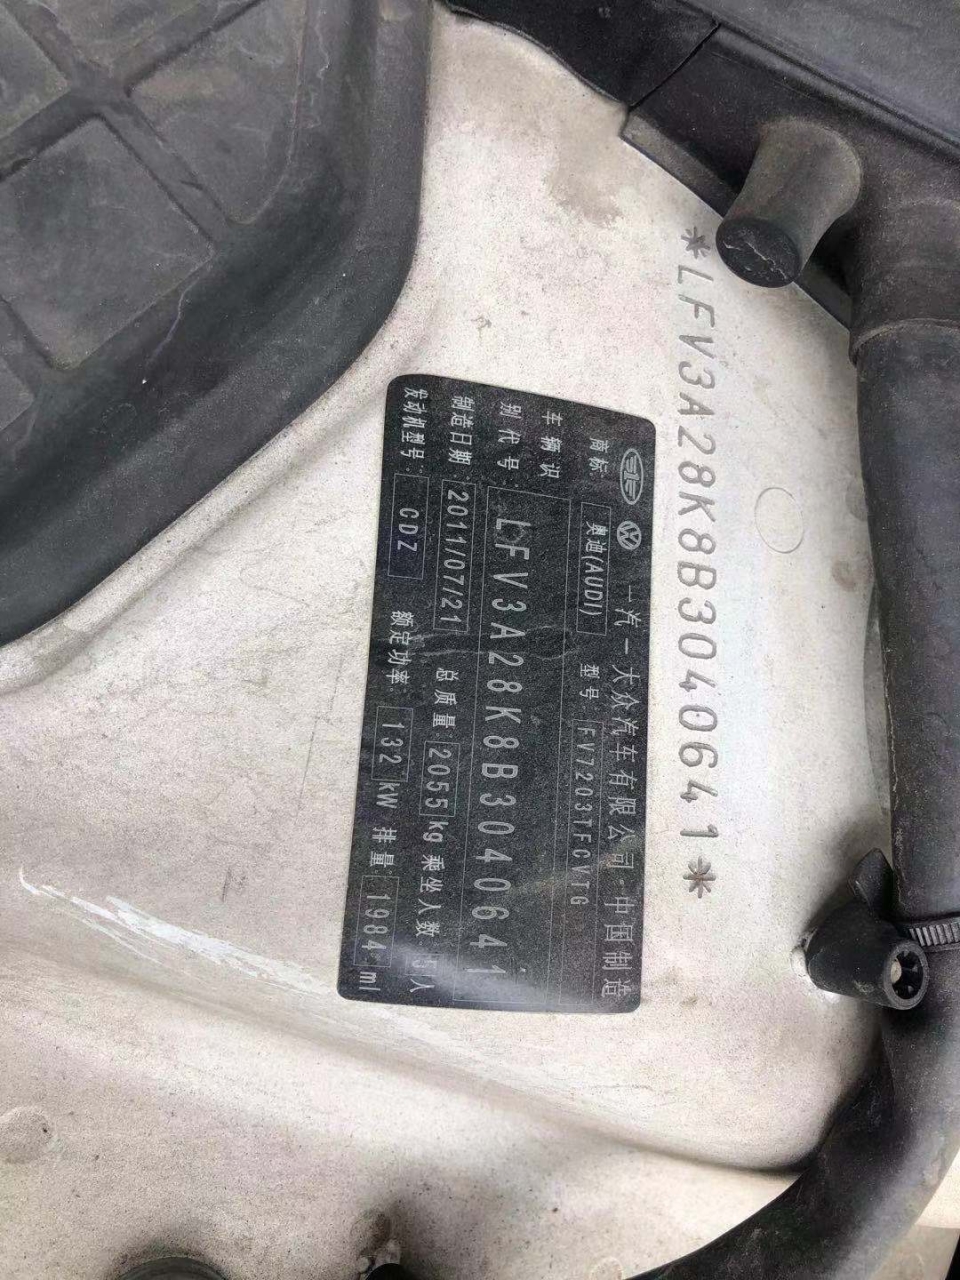 *LFV3A28K8B3040641*
一汽－大众汽车有限公司 中国制造
商标 奥迪(AUDI) 型号 FV7203TFCVTG
车辆识别代号 LFV3A28K8B3040641
制造日期 2011/07/21 总质量 2055 kg 乘坐人数 5人
发动机型号: CDZ 额定功率: 132 kW 排量: 1984 ml